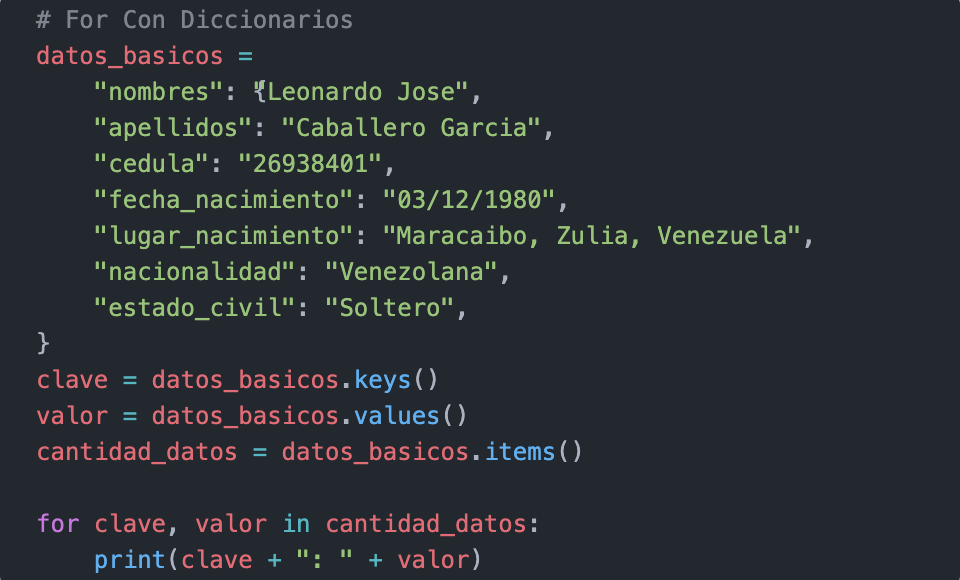 # For Con Diccionarios
datos_basicos =
    "nombres": {"Leonardo Jose",
    "apellidos": "Caballero Garcia",
    "cedula": "26938401",
    "fecha_nacimiento": "03/12/1980",
    "lugar_nacimiento": "Maracaibo, Zulia, Venezuela",
    "nacionalidad": "Venezolana",
    "estado_civil": "Soltero",
}
clave = datos_basicos.keys()
valor = datos_basicos.values()
cantidad_datos = datos_basicos.items()
for clave, valor in cantidad_datos:
    print(clave + ": " + valor)